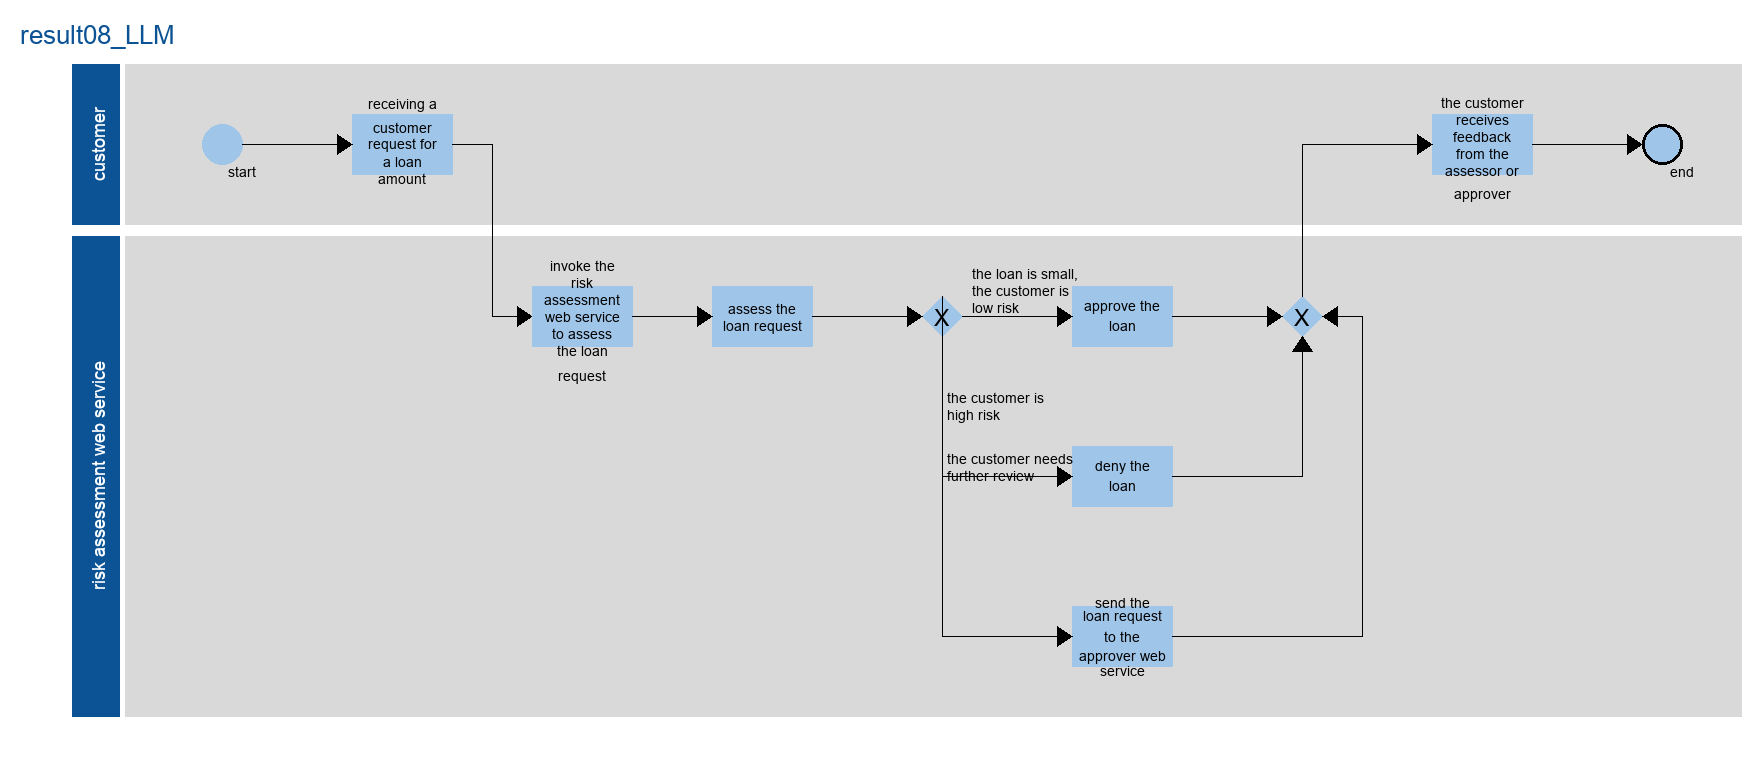 result08_LLM
customer
start
receiving a
customer
request for
a loan
amount
the customer
receives
feedback
from the
assessor or
approver
end
risk assessment web service
invoke the
risk
assessment
web service
to assess
the loan
request
assess the
loan request
X
the loan is small,
the customer is
low risk
approve the
loan
X
the customer is
high risk
the customer needs
further review
deny the
loan
send the
loan request
to the
approver web
service